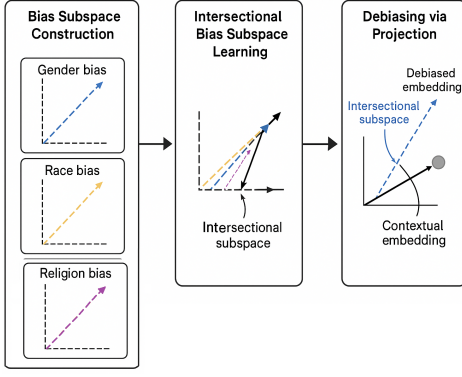 Bias Subspace
Construction
Gender bias
Race bias
Religion bias
Intersectional
Bias Subspace
Learning
Intersectional
subspace
Debiasing via
Projection
Debiased
embedding
Intersectional
subspace
Contextual
embedding